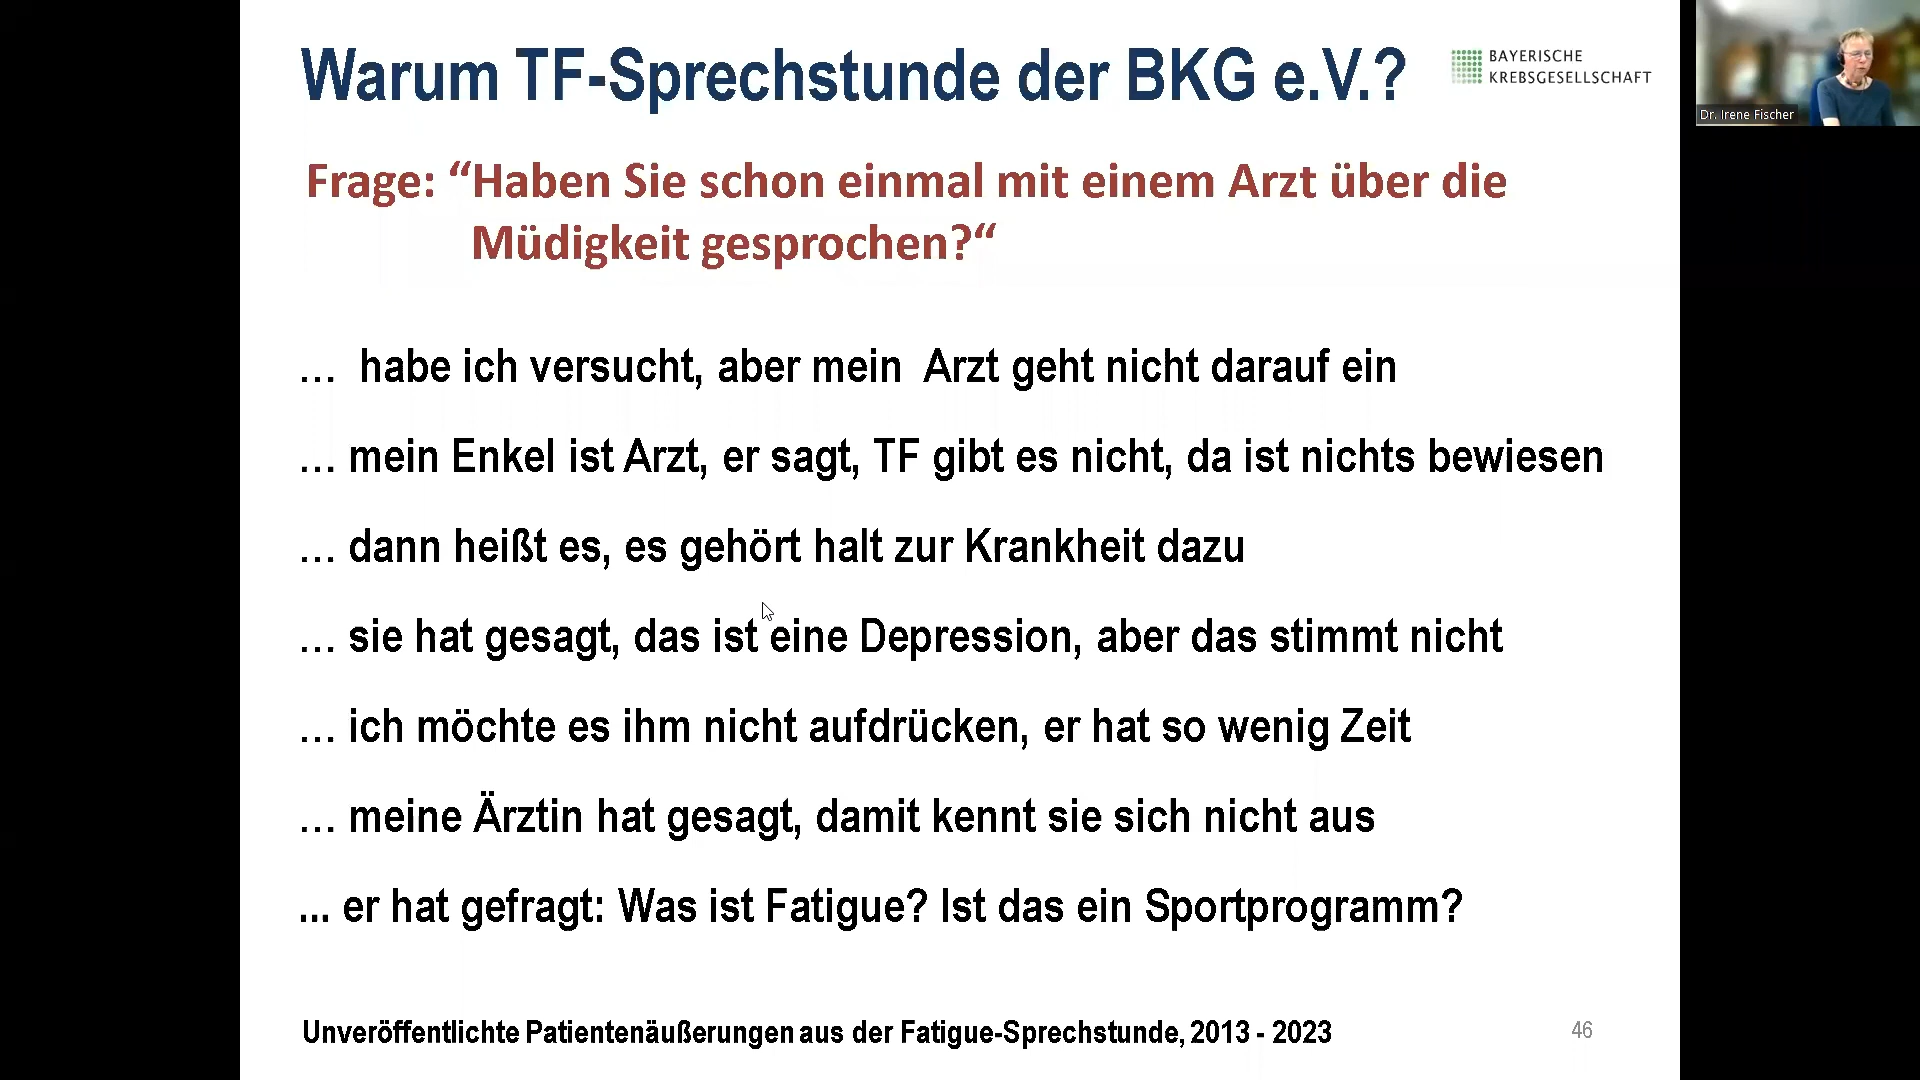 Warum TF-Sprechstunde der BKG e.V.?
BAYERISCHE
KREBSGESELLSCHAFT
Dr. Irene Fischer
Frage: “Haben Sie schon einmal mit einem Arzt über die
Müdigkeit gesprochen?“
… habe ich versucht, aber mein Arzt geht nicht darauf ein
… mein Enkel ist Arzt, er sagt, TF gibt es nicht, da ist nichts bewiesen
… dann heißt es, es gehört halt zur Krankheit dazu
… sie hat gesagt, das ist eine Depression, aber das stimmt nicht
… ich möchte es ihm nicht aufdrücken, er hat so wenig Zeit
… meine Ärztin hat gesagt, damit kennt sie sich nicht aus
... er hat gefragt: Was ist Fatigue? Ist das ein Sportprogramm?
Unveröffentlichte Patientenäußerungen aus der Fatigue-Sprechstunde, 2013 - 2023
46